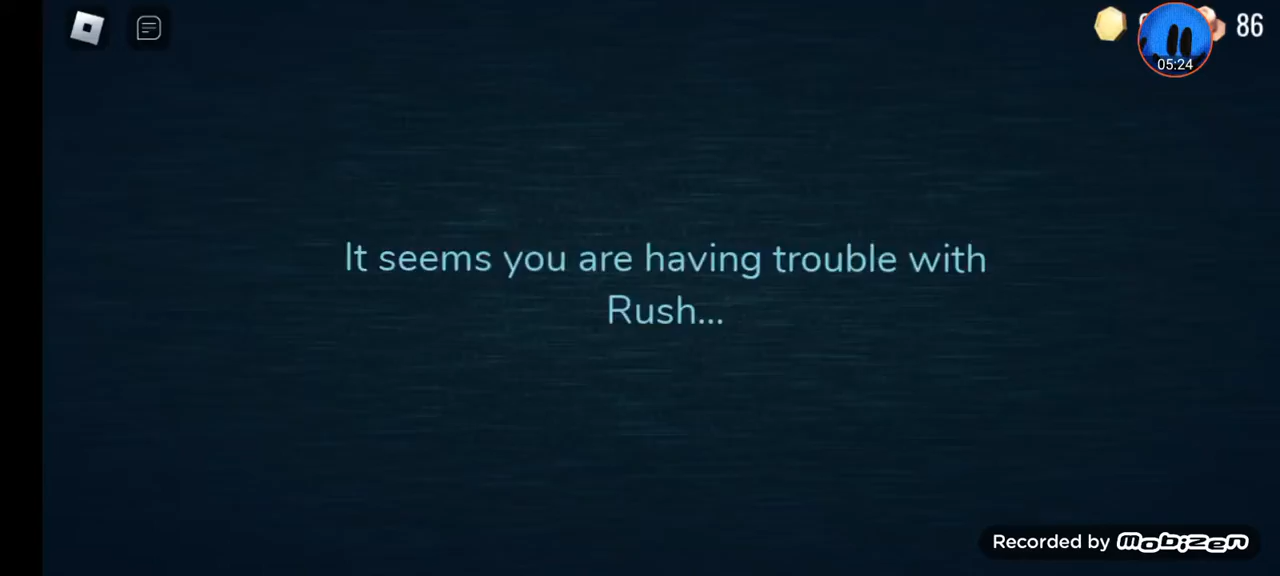 86
05:24
It seems you are having trouble with
Rush...
Recorded by mobizen